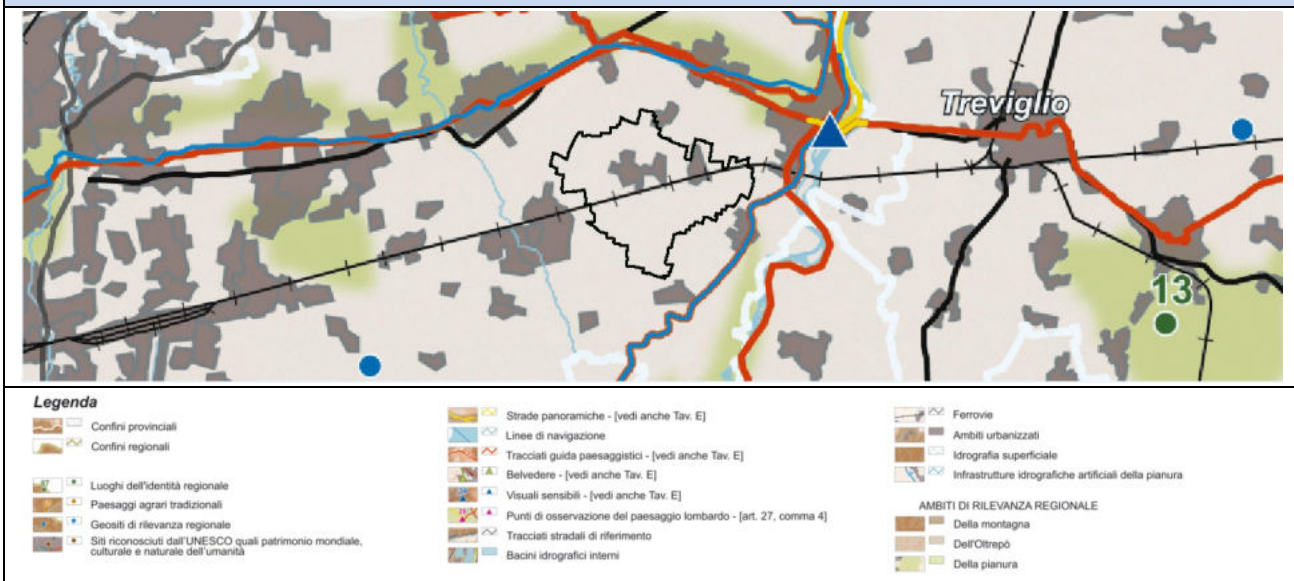 Treviglio
13
Legenda
Confini provinciali
Confini regionali
Luoghi dell'identità regionale
Paesaggi agrari tradizionali
Geositi di rilevanza regionale
Siti riconosciuti dall'UNESCO quali patrimonio mondiale,
culturale e naturale dell'umanità
Strade panoramiche - [vedi anche Tav. E]
Linee di navigazione
Tracciati guida paesaggistici - [vedi anche Tav. E]
Belvedere - [vedi anche Tav. E]
Visuali sensibili - [vedi anche Tav. E]
Punti di osservazione del paesaggio lombardo - [art. 27, comma 4]
Tracciati stradali di riferimento
Bacini idrografici interni
Ferrovie
Ambiti urbanizzati
Idrografia superficiale
Infrastrutture idrografiche artificiali della pianura
AMBITI DI RILEVANZA REGIONALE
Della montagna
Dell'Oltrepò
Della pianura